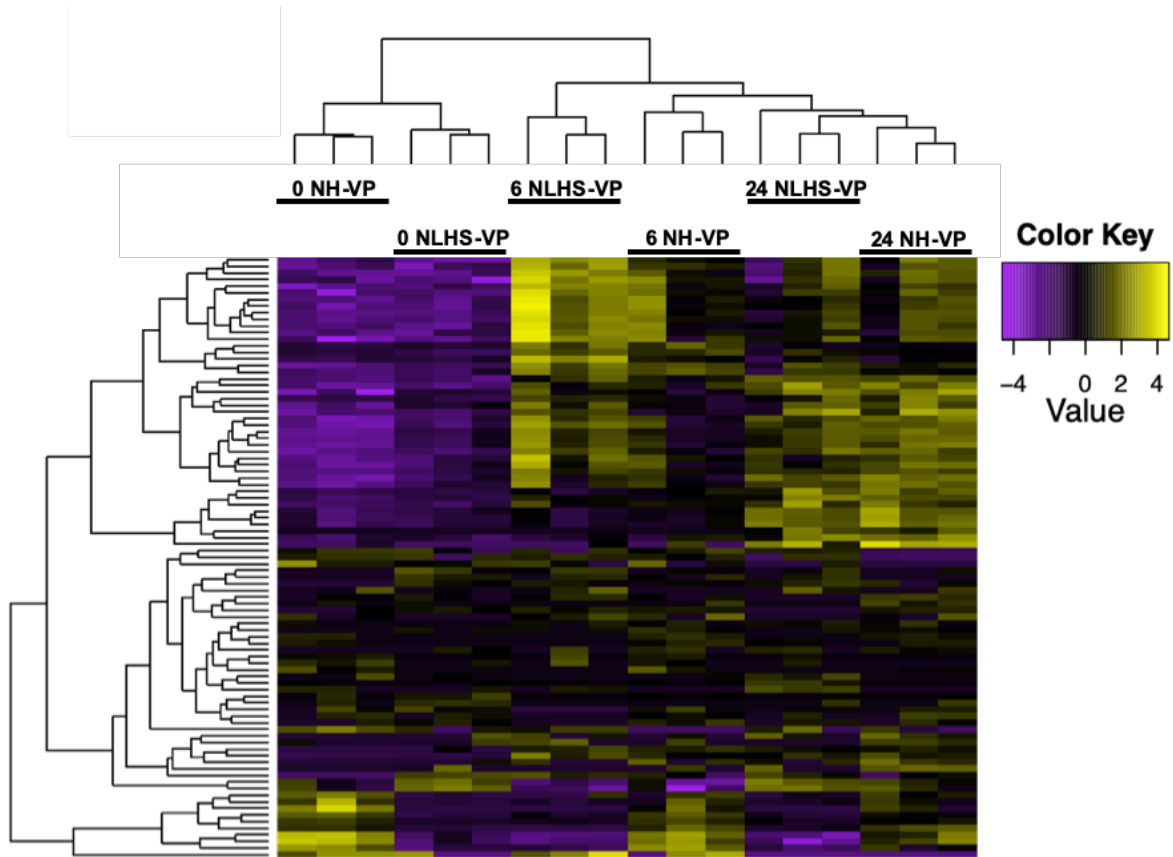 0 NH-VP 6 NLHS-VP 24 NLHS-VP
0 NLHS-VP 6 NH-VP 24 NH-VP
Color Key
−4 0 2 4
Value